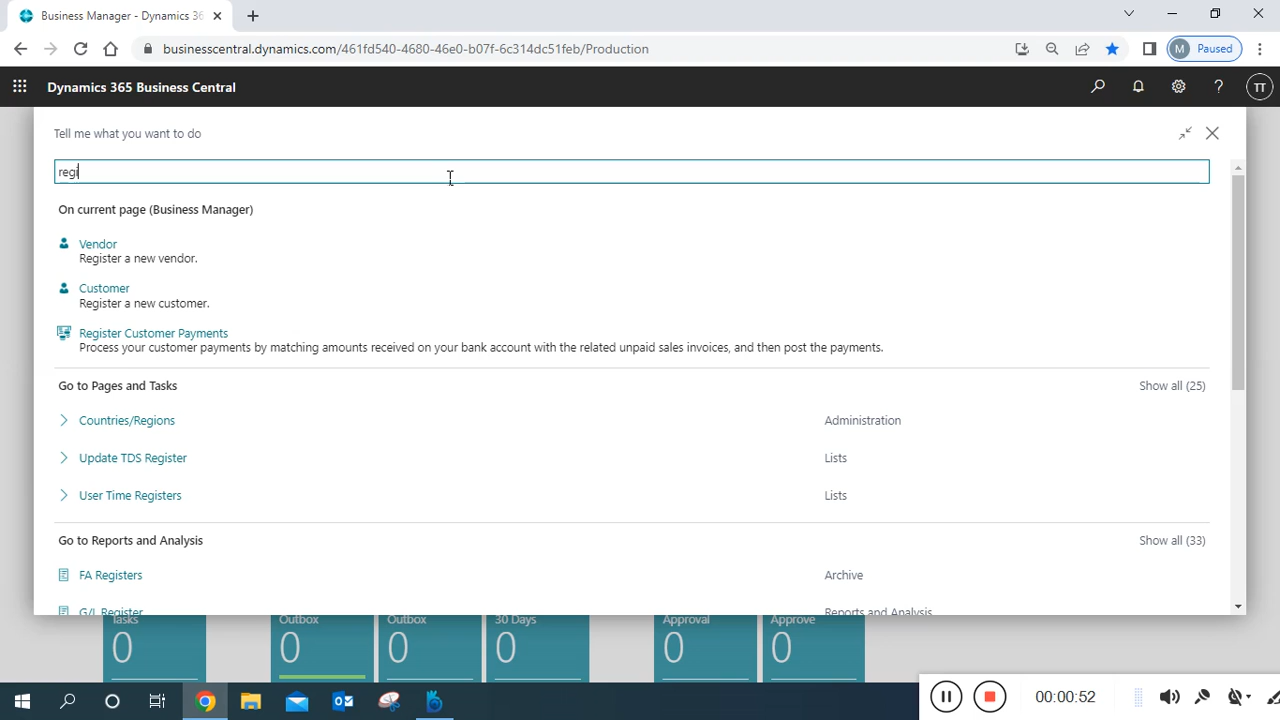 Business Manager - Dynamics 36
businesscentral.dynamics.com/461fd540-4680-46e0-b07f-6c314dc51feb/Production
M Paused
Dynamics 365 Business Central
TT
Tell me what you want to do
regi
On current page (Business Manager)
Vendor
Register a new vendor.
Customer
Register a new customer.
Register Customer Payments
Process your customer payments by matching amounts received on your bank account with the related unpaid sales invoices, and then post the payments.
Go to Pages and Tasks Show all (25)
Countries/Regions Administration
Update TDS Register Lists
User Time Registers Lists
Go to Reports and Analysis Show all (33)
FA Registers Archive
G/L Register Reports and Analysis
Tasks Outbox Outbox 30 Days Approval Approve
0 0 0 0 0 0
00:00:52